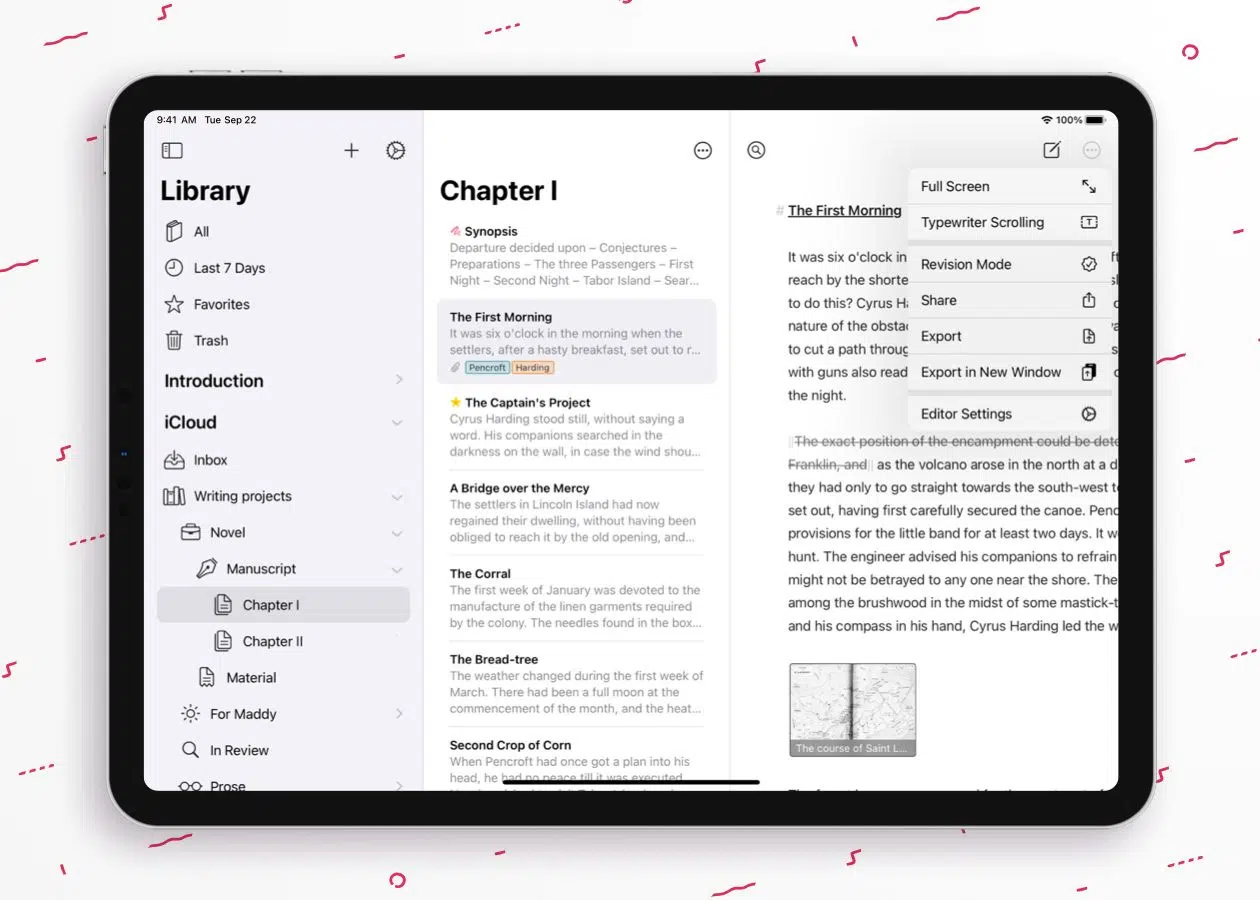 9:41 AM Tue Sep 22
100%
Library
All
Last 7 Days
Favorites
Trash
Introduction
iCloud
Inbox
Writing projects
Novel
Manuscript
Chapter I
Chapter II
Material
For Maddy
In Review
Prose
Chapter I
Synopsis
Departure decided upon – Conjectures –
Preparations – The three Passengers – First
Night – Second Night – Tabor Island – Sear...
The First Morning
It was six o'clock in the morning when the
settlers, after a hasty breakfast, set out to r...
Pencroft Harding
The Captain's Project
Cyrus Harding stood still, without saying a
word. His companions searched in the
darkness on the wall, in case the wind shou...
A Bridge over the Mercy
The settlers in Lincoln Island had now
regained their dwelling, without having been
obliged to reach it by the old opening, and...
The Corral
The first week of January was devoted to the
manufacture of the linen garments required
by the colony. The needles found in the box...
The Bread-tree
The weather changed during the first week of
March. There had been a full moon at the
commencement of the month, and the heat...
Second Crop of Corn
When Pencroft had once got a plan into his
head, he had no peace till it was executed
# The First Morning
It was six o'clock in
reach by the shorte
to do this? Cyrus Ha
nature of the obstac
to cut a path throug
with guns also read
the night.
The exact position of the encampment could be dete
Franklin, and as the volcano arose in the north at a d
they had only to go straight towards the south-west t
set out, having first carefully secured the canoe. Penc
provisions for the little band for at least two days. It w
hunt. The engineer advised his companions to refrain
might not be betrayed to any one near the shore. The
among the brushwood in the midst of some mastick-t
and his compass in his hand, Cyrus Harding led the w
The course of Saint L...
Full Screen
Typewriter Scrolling
Revision Mode
Share
Export
Export in New Window
Editor Settings